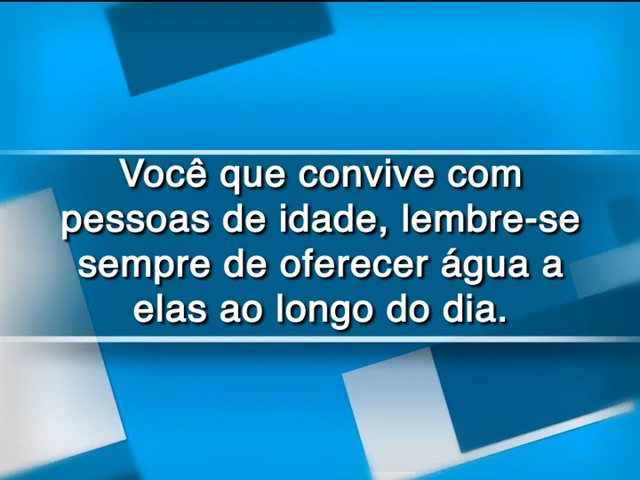 Você que convive com
pessoas de idade, lembre-se
sempre de oferecer água a
elas ao longo do dia.